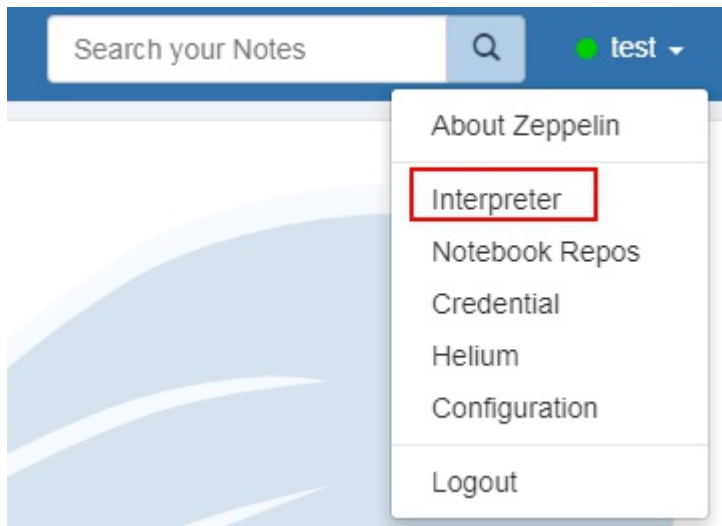 Search your Notes
test
About Zeppelin
Interpreter
Notebook Repos
Credential
Helium
Configuration
Logout